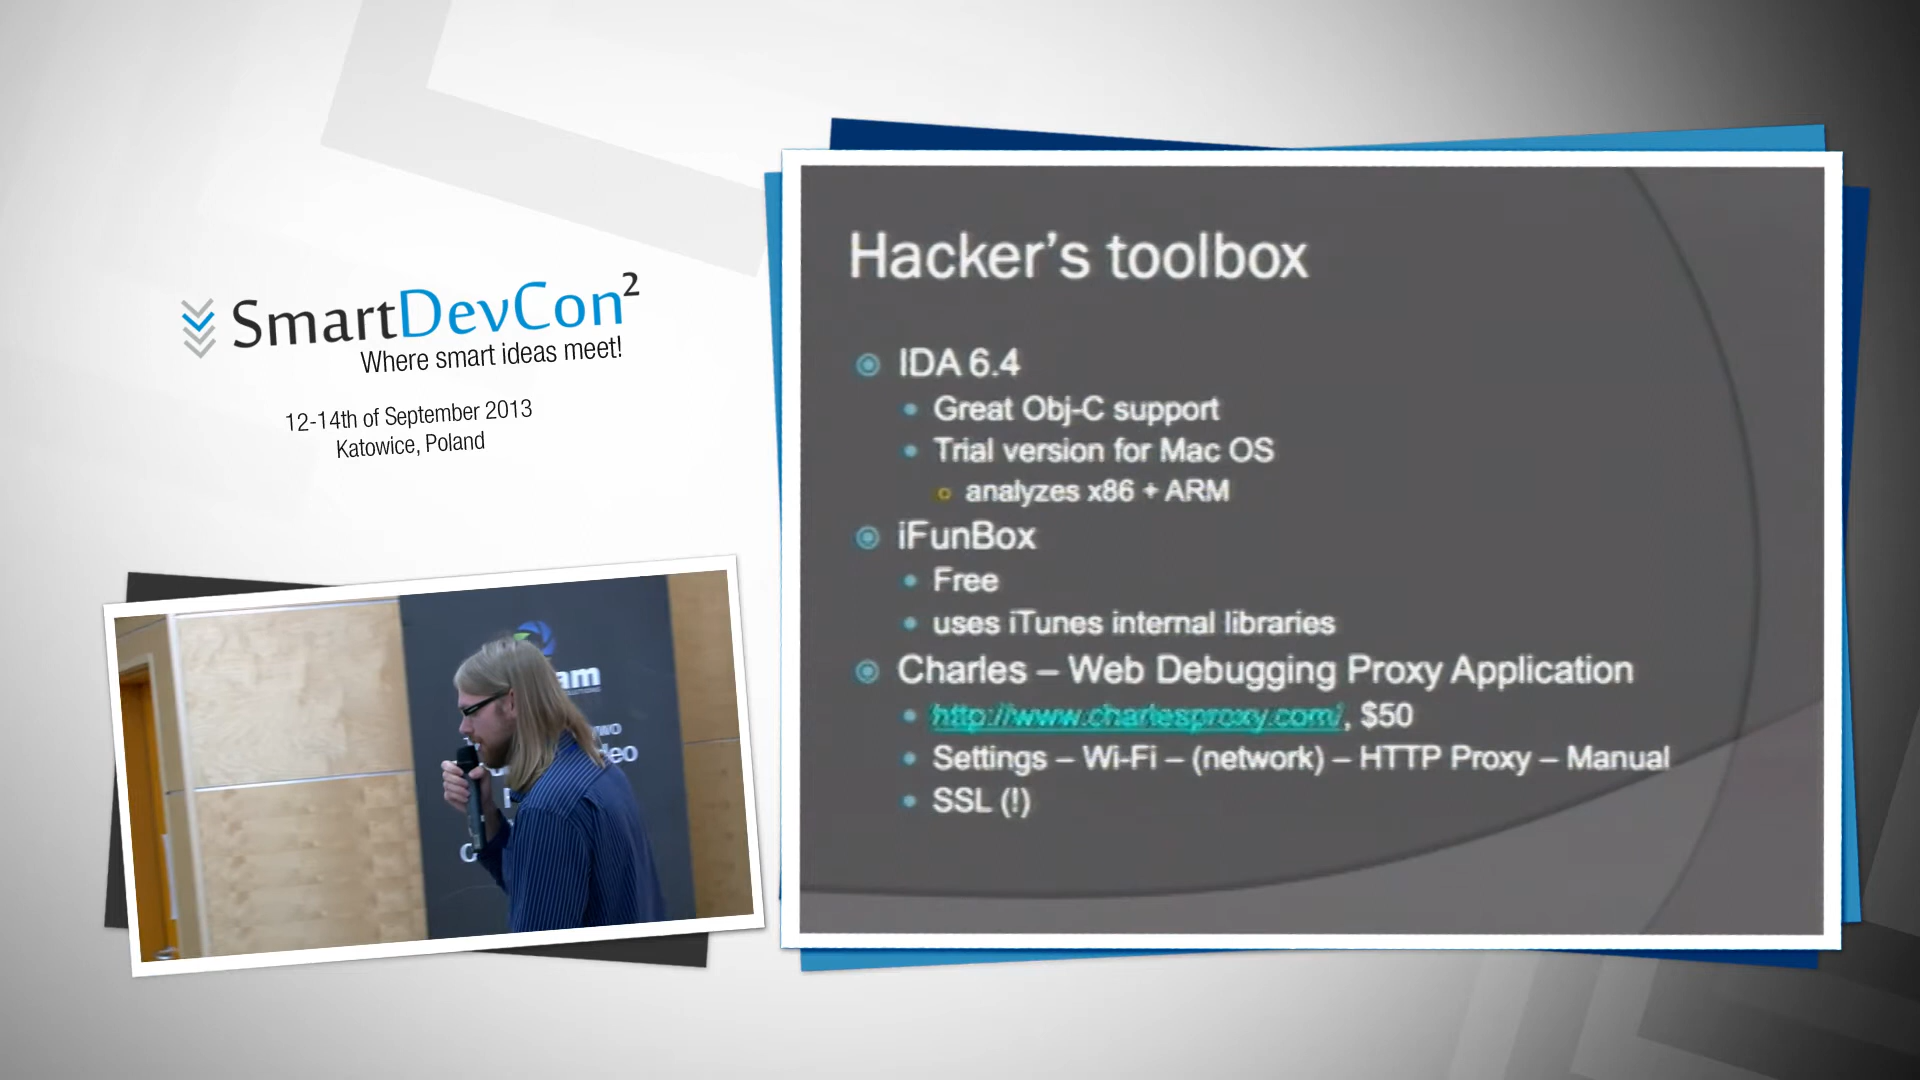 SmartDevCon²
Where smart ideas meet!
12-14th of September 2013
Katowice, Poland
Hacker's toolbox
IDA 6.4
Great Obj-C support
Trial version for Mac OS
analyzes x86 + ARM
iFunBox
Free
uses iTunes internal libraries
Charles – Web Debugging Proxy Application
http://www.charlesproxy.com/, $50
Settings – Wi-Fi – (network) – HTTP Proxy – Manual
SSL (!)